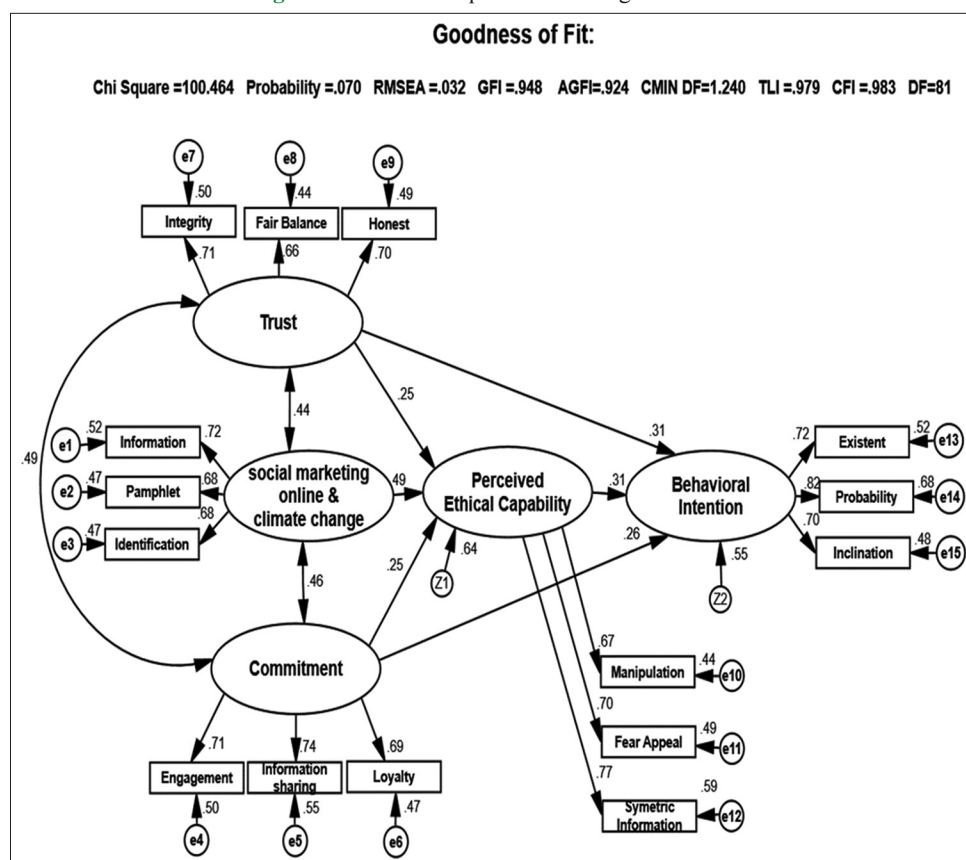 Goodness of Fit:
Chi Square =100.464 Probability =.070 RMSEA =.032 GFI =.948 AGFI=.924 CMIN DF=1.240 TLI =.979 CFI =.983 DF=81
e7
e8
e9
.50
.44
.49
Integrity
Fair Balance
Honest
.71
.66
.70
Trust
.25
.44
.31
.49
e1
.52
Information
.72
e2
.47
Pamphlet
.68
e3
.47
Identification
.68
social marketing
online &
climate change
.49
Perceived
Ethical Capability
.64
Z1
.31
Behavioral
Intention
.55
Z2
.72
Existent
.52
e13
.82
Probability
.68
e14
.70
Inclination
.48
e15
.46
.25
.26
Commitment
.71
.74
.69
Engagement
Information
sharing
Loyalty
.50
.55
.47
e4
e5
e6
.67
Manipulation
.44
e10
.70
Fear Appeal
.49
e11
.77
Symetric
Information
.59
e12